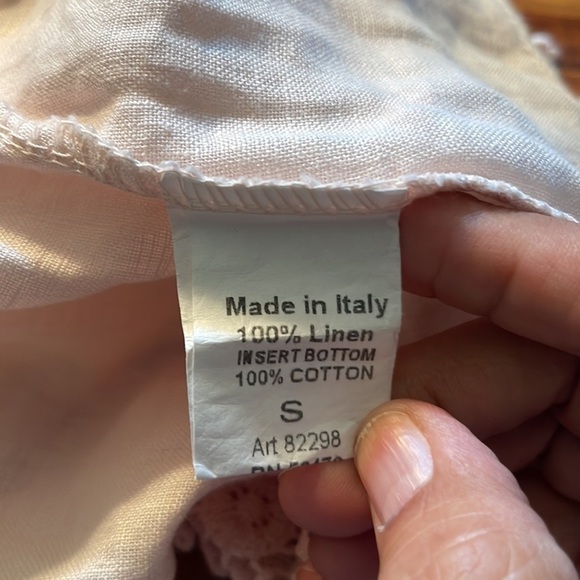 Made in Italy
100% Linen
INSERT BOTTOM
100% COTTON
S
Art 82298